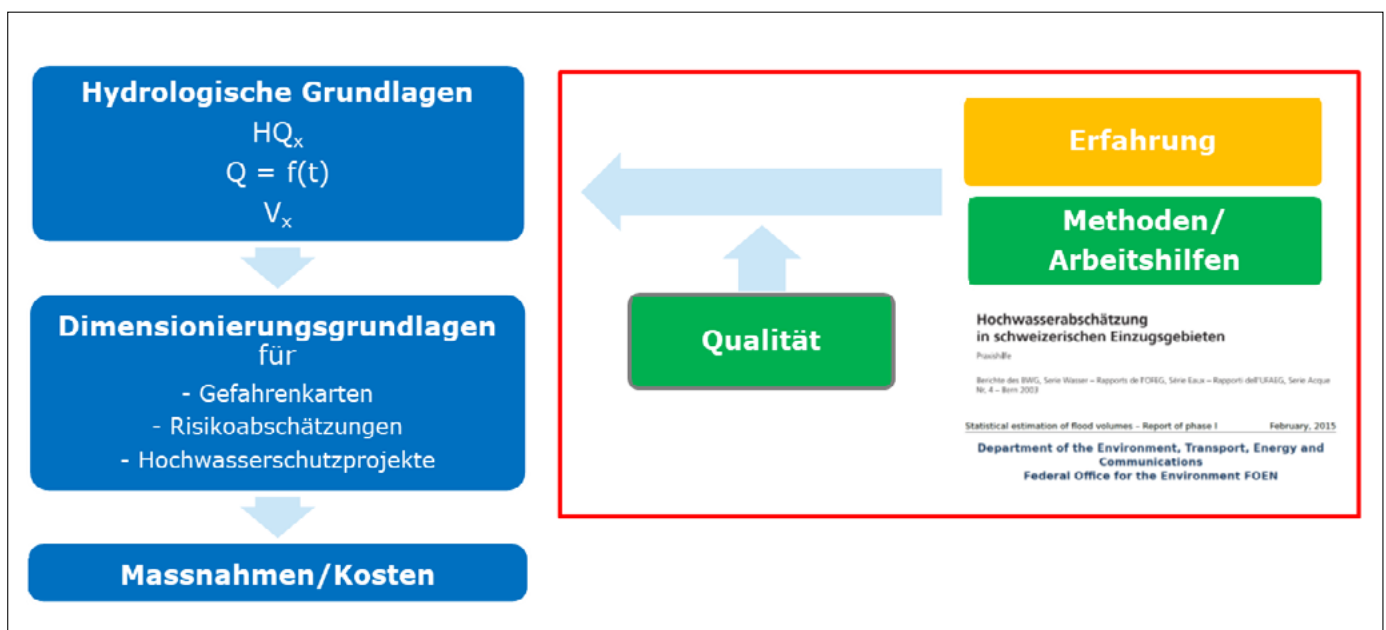 Hydrologische Grundlagen
HQₓ
Q = f(t)
Vₓ
Dimensionierungsgrundlagen
für
- Gefahrenkarten
- Risikoabschätzungen
- Hochwasserschutzprojekte
Massnahmen/Kosten
Qualität
Erfahrung
Methoden/
Arbeitshilfen
Hochwasserabschätzung
in schweizerischen Einzugsgebieten
Praxishilfe
Berichte des BWG, Serie Wasser – Rapports de l'OFEG, Série Eaux – Rapporti dell'UFAEG, Serie Acque
Nr. 4 – Bern 2003
Statistical estimation of flood volumes – Report of phase I February, 2015
Department of the Environment, Transport, Energy and
Communications
Federal Office for the Environment FOEN